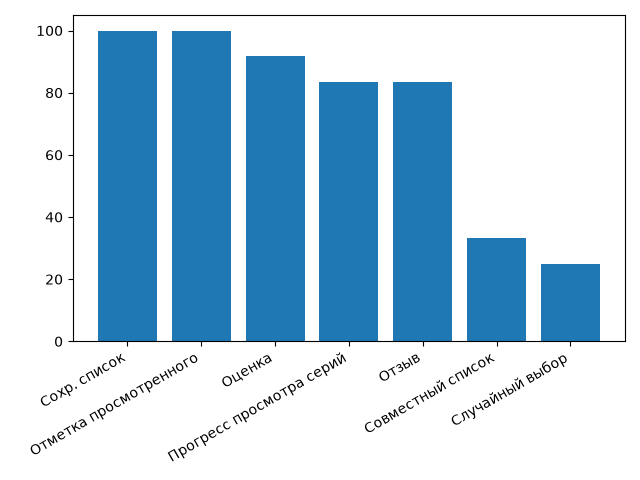 100
80
60
40
20
0
Сохр. список
Отметка просмотренного
Оценка
Прогресс просмотра серий
Отзыв
Совместный список
Случайный выбор